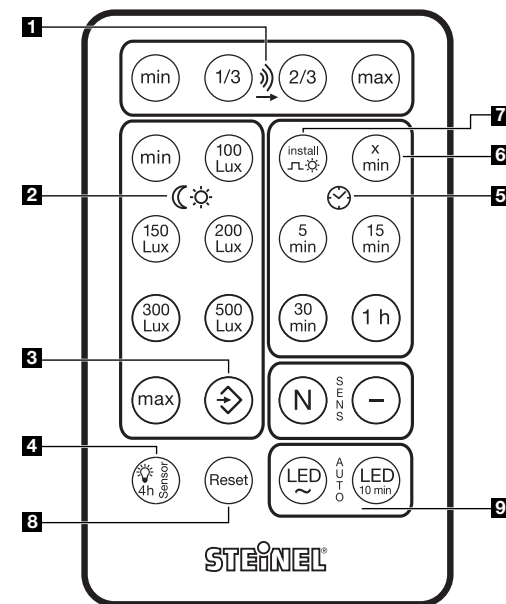 1
min 1/3 2/3 max
7
min 100 Lux install x min
6
2
5
150 Lux 200 Lux 5 min 15 min
300 Lux 500 Lux 30 min 1 h
3
max N SENS −
4
4h Sensor Reset LED ~ AUTO LED 10 min
8
9
STEINEL®